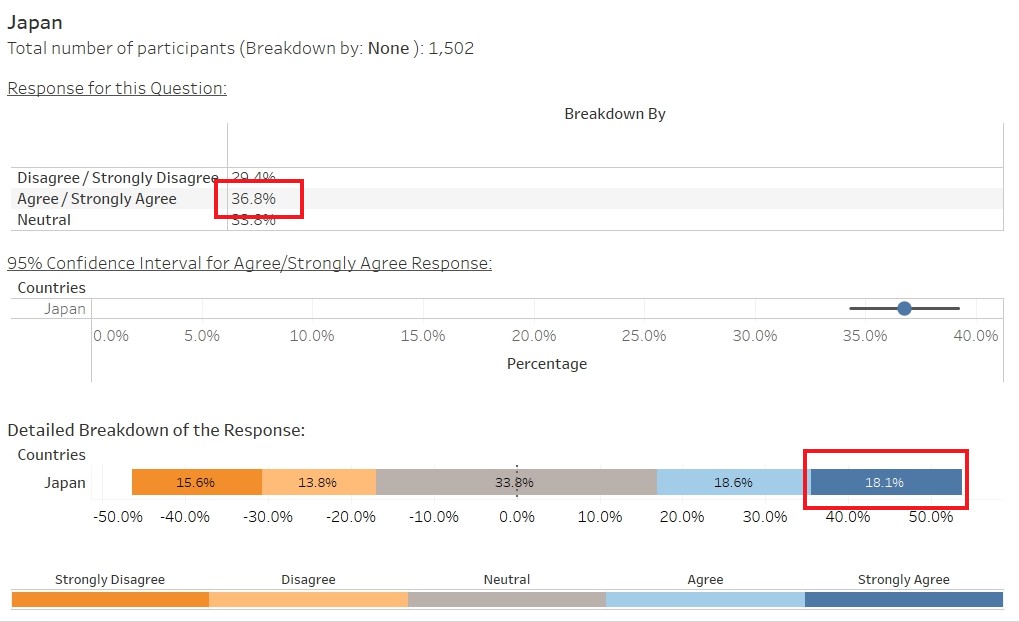 Japan
Total number of participants (Breakdown by: None ): 1,502
Response for this Question:
Breakdown By
Disagree / Strongly Disagree 29.4%
Agree / Strongly Agree 36.8%
Neutral 33.8%
95% Confidence Interval for Agree/Strongly Agree Response:
Countries
Japan
0.0% 5.0% 10.0% 15.0% 20.0% 25.0% 30.0% 35.0% 40.0%
Percentage
Detailed Breakdown of the Response:
Countries
Japan 15.6% 13.8% 33.8% 18.6% 18.1%
-50.0% -40.0% -30.0% -20.0% -10.0% 0.0% 10.0% 20.0% 30.0% 40.0% 50.0%
Strongly Disagree Disagree Neutral Agree Strongly Agree